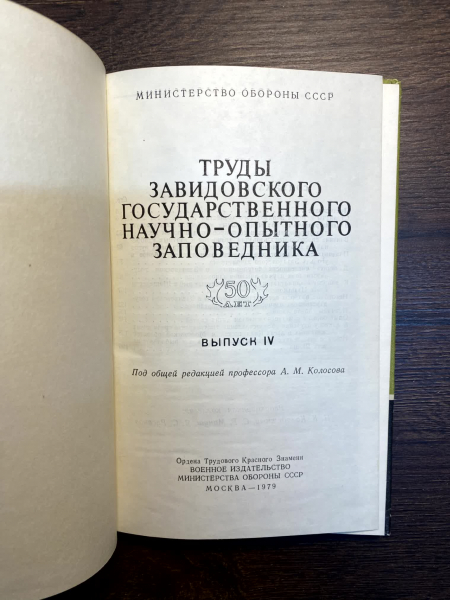 МИНИСТЕРСТВО ОБОРОНЫ СССР
ТРУДЫ
ЗАВИДОВСКОГО
ГОСУДАРСТВЕННОГО
НАУЧНО-ОПЫТНОГО
ЗАПОВЕДНИКА
50
ЛЕТ
ВЫПУСК IV
Под общей редакцией профессора А. М. Колосова
Ордена Трудового Красного Знамени
ВОЕННОЕ ИЗДАТЕЛЬСТВО
МИНИСТЕРСТВА ОБОРОНЫ СССР
МОСКВА — 1979